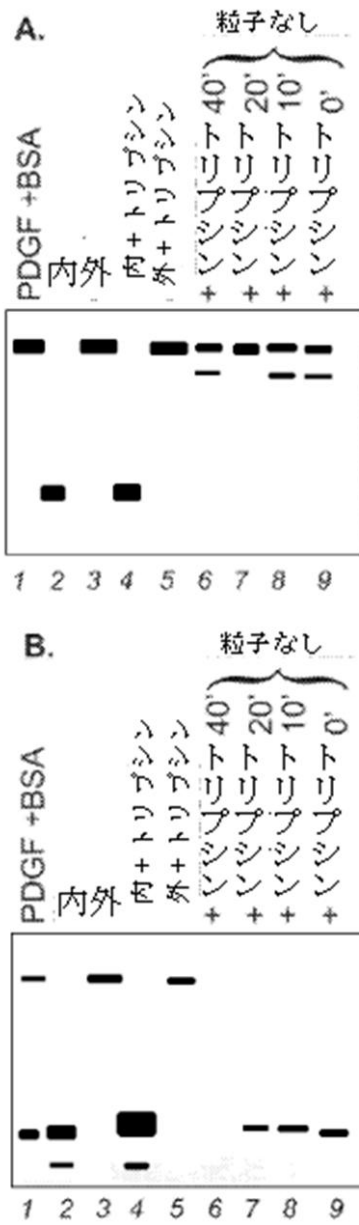 A.
粒子なし
PDGF +BSA
内 外
内 + トリプシン
外 + トリプシン
+ トリプシン 40'
+ トリプシン 20'
+ トリプシン 10'
+ トリプシン 0'
1 2 3 4 5 6 7 8 9
B.
粒子なし
PDGF +BSA
内 外
内 + トリプシン
外 + トリプシン
+ トリプシン 40'
+ トリプシン 20'
+ トリプシン 10'
+ トリプシン 0'
1 2 3 4 5 6 7 8 9